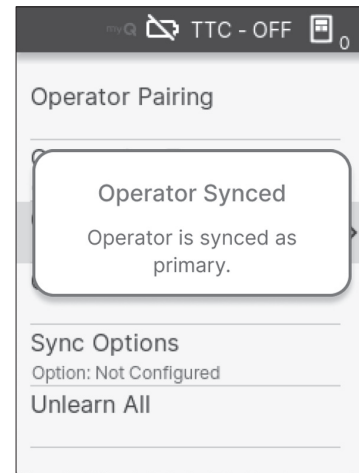 myQ TTC - OFF 0
Operator Pairing
Operator Synced
Operator is synced as
primary.
Sync Options
Option: Not Configured
Unlearn All